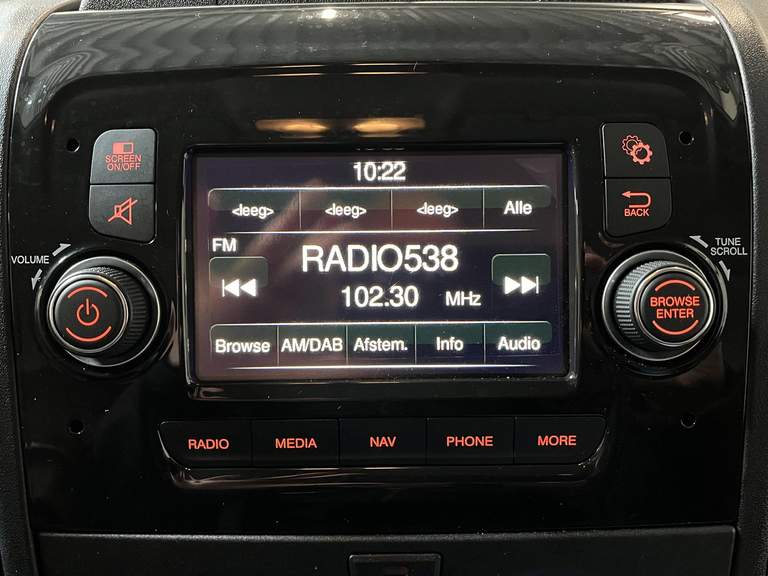 SCREEN
ON/OFF
10:22
<leeg> <leeg> <leeg> Alle
BACK
VOLUME
FM
RADIO538
102.30 MHz
TUNE
SCROLL
BROWSE
ENTER
Browse AM/DAB Afstem. Info Audio
RADIO MEDIA NAV PHONE MORE